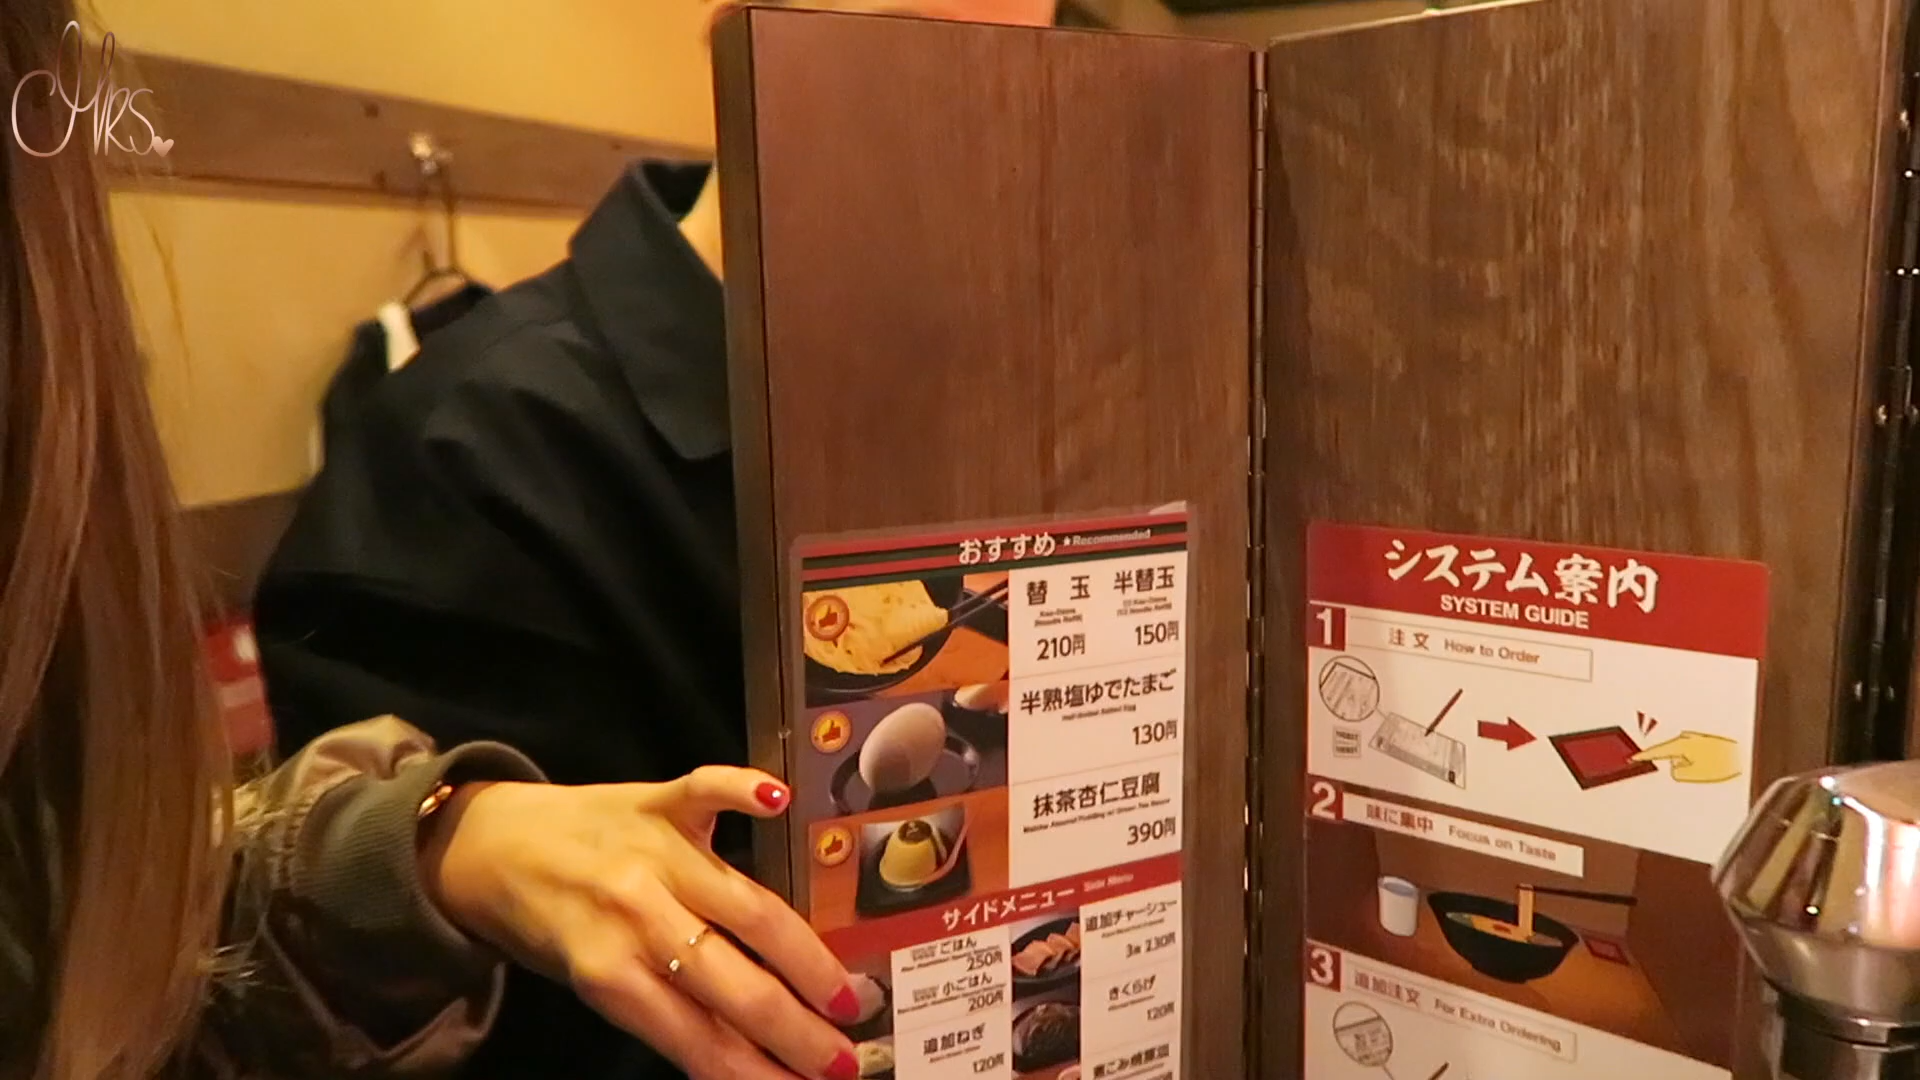 Mrs.
おすすめ ★Recommended
替 玉 半替玉
210円 150円
半熟塩ゆでたまご
130円
抹茶杏仁豆腐
390円
サイドメニュー Side Menu
ごはん
250円
小ごはん
200円
追加ねぎ
120円
追加チャーシュー
きくらげ
120円
システム案内
SYSTEM GUIDE
1 注文 How to Order
2 味に集中 Focus on Taste
3 追加注文 For Extra Ordering